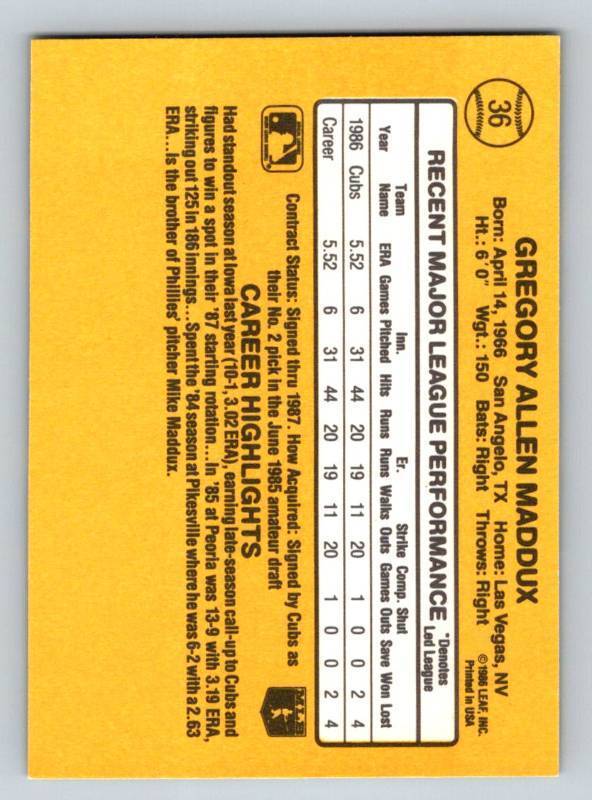 36
GREGORY ALLEN MADDUX
Born: April 14, 1966 San Angelo, TX Home: Las Vegas, NV
Ht.: 6'0" Wgt.: 150 Bats: Right Throws: Right
©1986 LEAF, INC.
Printed in USA
RECENT MAJOR LEAGUE PERFORMANCE *Denotes Led League
Team Inn. Er. Strike Comp. Shut
Year Name ERA Games Pitched Hits Runs Runs Walks Outs Games Outs Save Won Lost
1986 Cubs 5.52 6 31 44 20 19 11 20 1 0 0 2 4
Career 5.52 6 31 44 20 19 11 20 1 0 0 2 4
Contract Status: Signed thru 1987. How Acquired: Signed by Cubs as
their No. 2 pick in the June 1985 amateur draft
MLB
CAREER HIGHLIGHTS
Had standout season at Iowa last year (10-1, 3.02 ERA), earning late-season call-up to Cubs and
figures to win a spot in their '87 starting rotation...In '85 at Peoria was 13-9 with 3.19 ERA,
striking out 125 in 186 innings...Spent the '84 season at Pikesville where he was 6-2 with a 2.63
ERA...Is the brother of Phillies' pitcher Mike Maddux.